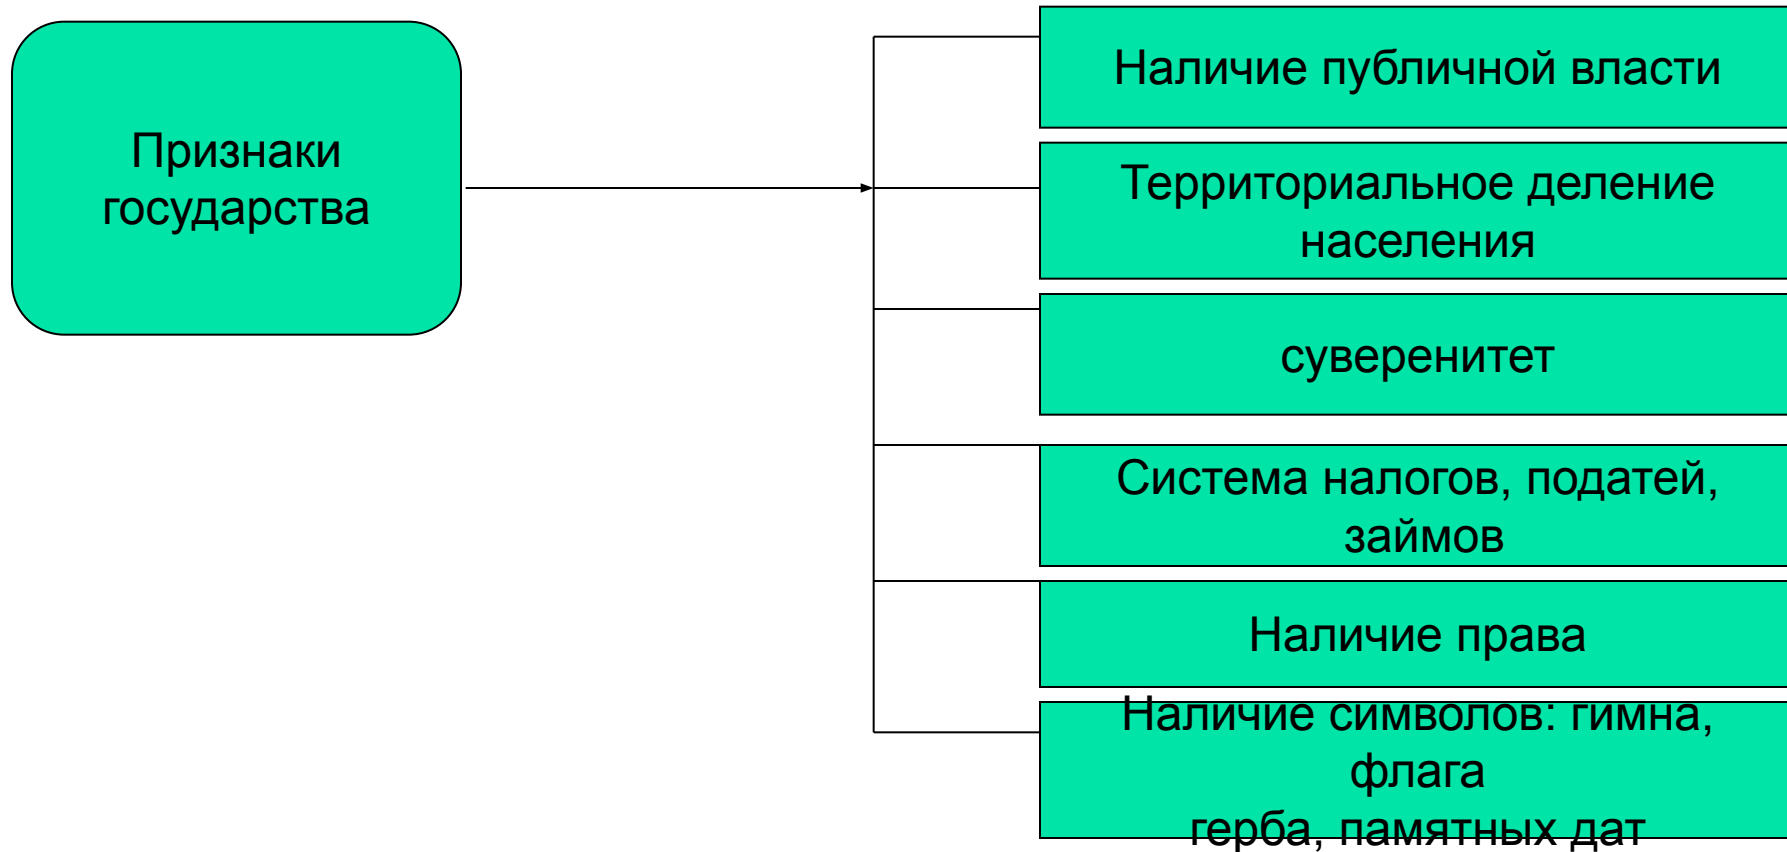 Признаки
государства
Наличие публичной власти
Территориальное деление
населения
суверенитет
Система налогов, податей,
займов
Наличие права
Наличие символов: гимна,
флага
герба, памятных дат